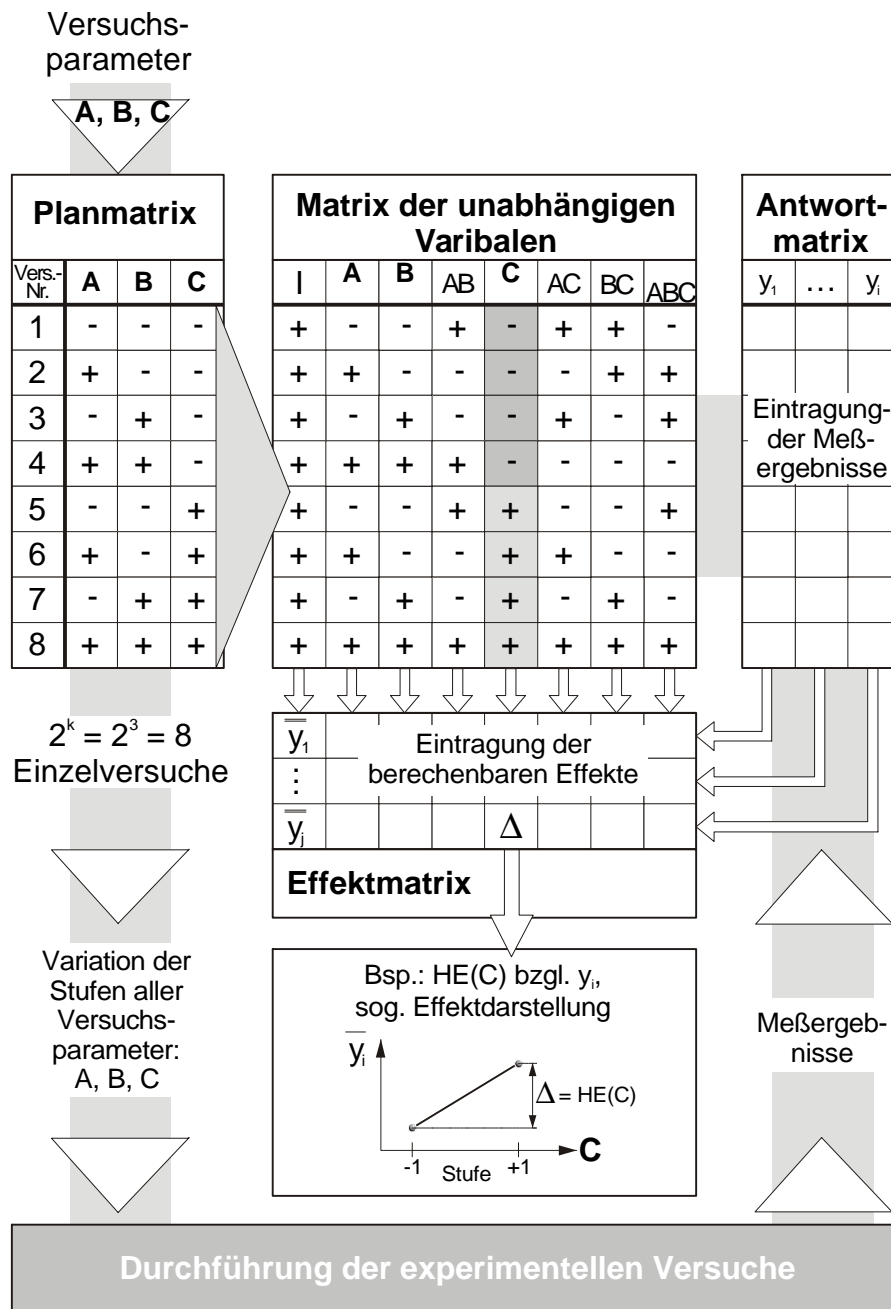 Versuchs-
parameter
A, B, C
Planmatrix
Vers.-
Nr. A B C
1 - - -
2 + - -
3 - + -
4 + + -
5 - - +
6 + - +
7 - + +
8 + + +
Matrix der unabhängigen
Varibalen
I A B AB C AC BC ABC
+ - - + - + + -
+ + - - - - + +
+ - + - - + - +
+ + + + - - - -
+ - - + + - - +
+ + - - + + - -
+ - + - + - + -
+ + + + + + + +
Antwort-
matrix
y₁ ... yᵢ
Eintragung-
der Meß-
ergebnisse
2ᵏ = 2³ = 8
Einzelversuche
y̿₁
⋮
y̿ⱼ
Eintragung der
berechenbaren Effekte
Δ
Effektmatrix
Variation der
Stufen aller
Versuchs-
parameter:
A, B, C
Bsp.: HE(C) bzgl. yᵢ,
sog. Effektdarstellung
y̅ᵢ
Δ = HE(C)
-1 Stufe +1 C
Meßergeb-
nisse
Durchführung der experimentellen Versuche